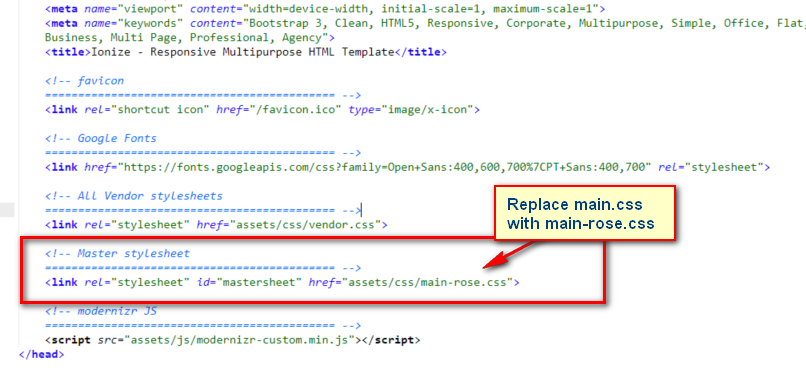 <meta name="viewport" content="width=device-width, initial-scale=1, maximum-scale=1">
<meta name="keywords" content="Bootstrap 3, Clean, HTML5, Responsive, Corporate, Multipurpose, Simple, Office, Flat,
Business, Multi Page, Professional, Agency">
<title>Ionize - Responsive Multipurpose HTML Template</title>
<!-- favicon
============================================ -->
<link rel="shortcut icon" href="/favicon.ico" type="image/x-icon">
<!-- Google Fonts
============================================ -->
<link href="https://fonts.googleapis.com/css?family=Open+Sans:400,600,700%7CPT+Sans:400,700" rel="stylesheet">
<!-- All Vendor stylesheets
============================================ -->
<link rel="stylesheet" href="assets/css/vendor.css">
Replace main.css
with main-rose.css
<!-- Master stylesheet
============================================ -->
<link rel="stylesheet" id="mastersheet" href="assets/css/main-rose.css">
<!-- modernizr JS
============================================ -->
<script src="assets/js/modernizr-custom.min.js"></script>
</head>